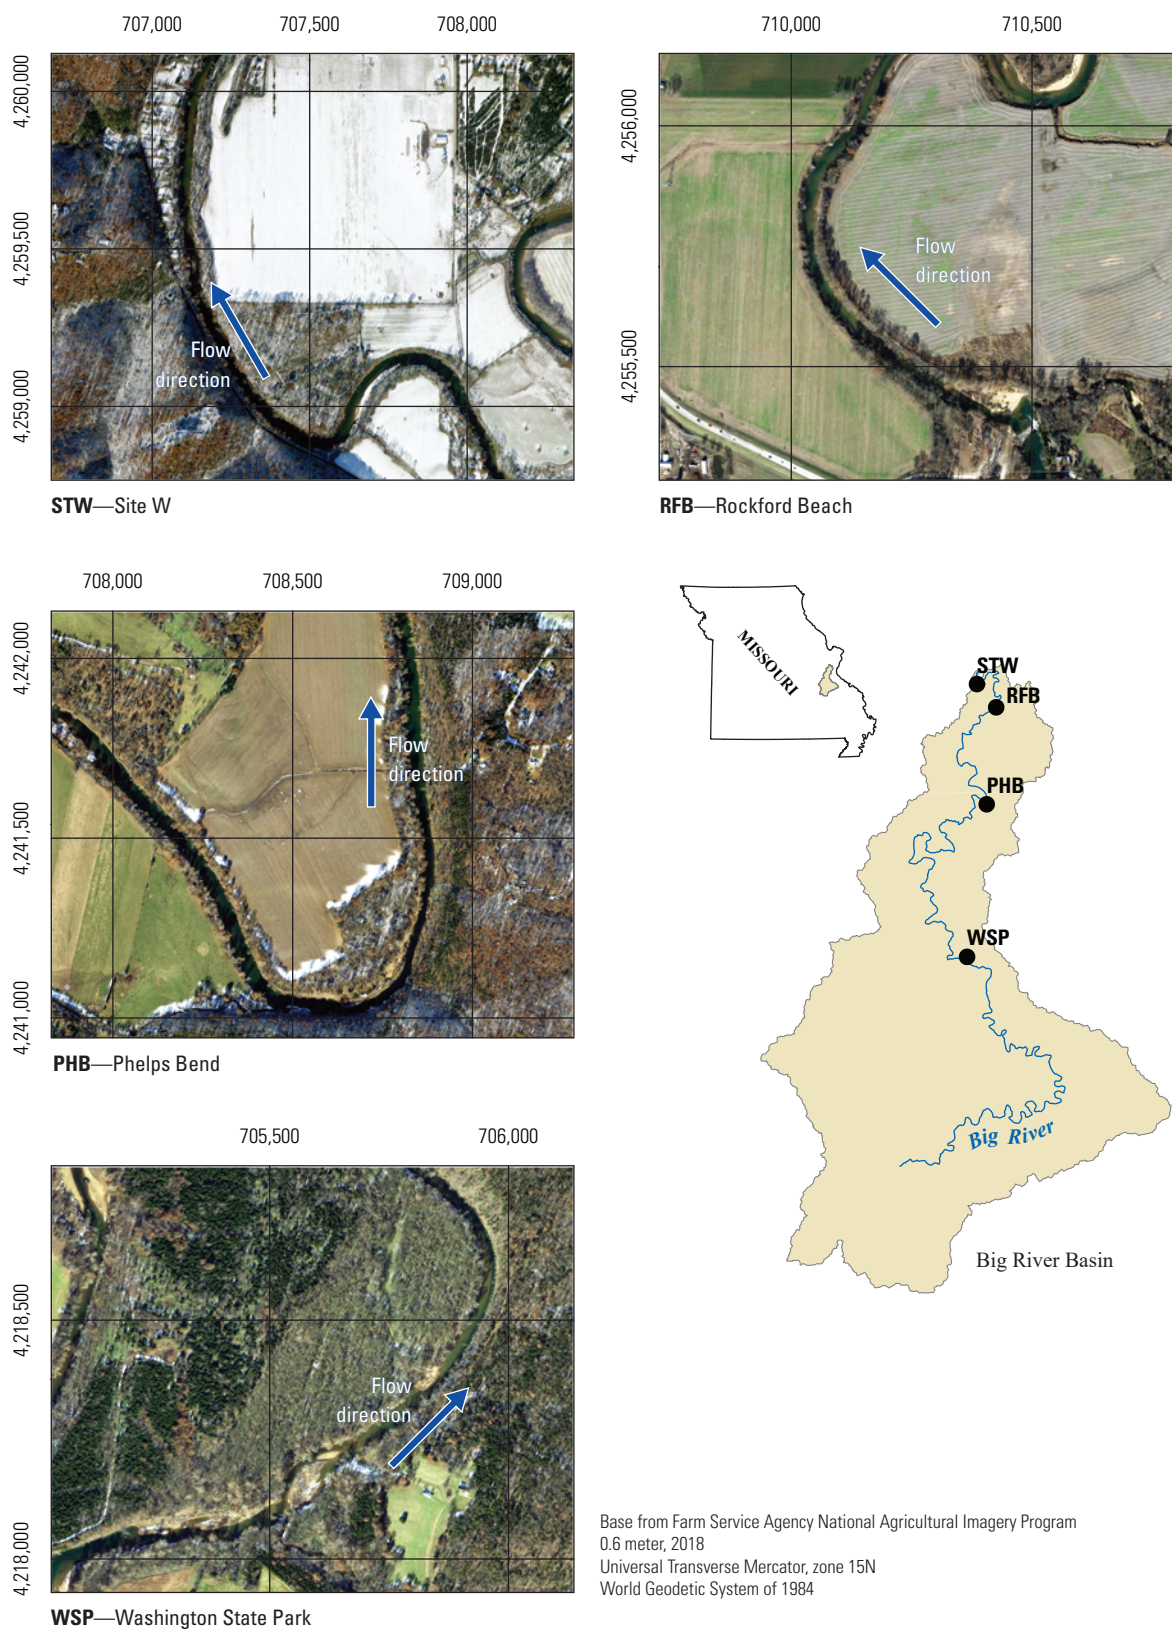 707,000 707,500 708,000
4,260,000
4,259,500
4,259,000
Flow
direction
STW—Site W
710,000 710,500
4,256,000
4,255,500
Flow
direction
RFB—Rockford Beach
708,000 708,500 709,000
4,242,000
4,241,500
4,241,000
Flow
direction
PHB—Phelps Bend
MISSOURI
STW
RFB
PHB
WSP
Big River
Big River Basin
705,500 706,000
4,218,500
4,218,000
Flow
direction
WSP—Washington State Park
Base from Farm Service Agency National Agricultural Imagery Program
0.6 meter, 2018
Universal Transverse Mercator, zone 15N
World Geodetic System of 1984